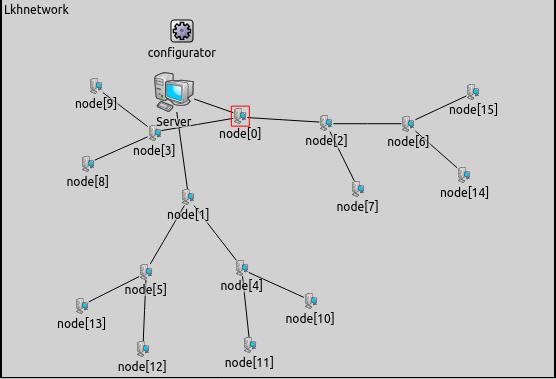 Lkhnetwork
configurator
node[9]
Server
node[15]
node[0]
node[2]
node[6]
node[3]
node[8]
node[14]
node[7]
node[1]
node[5]
node[4]
node[13]
node[10]
node[12]
node[11]